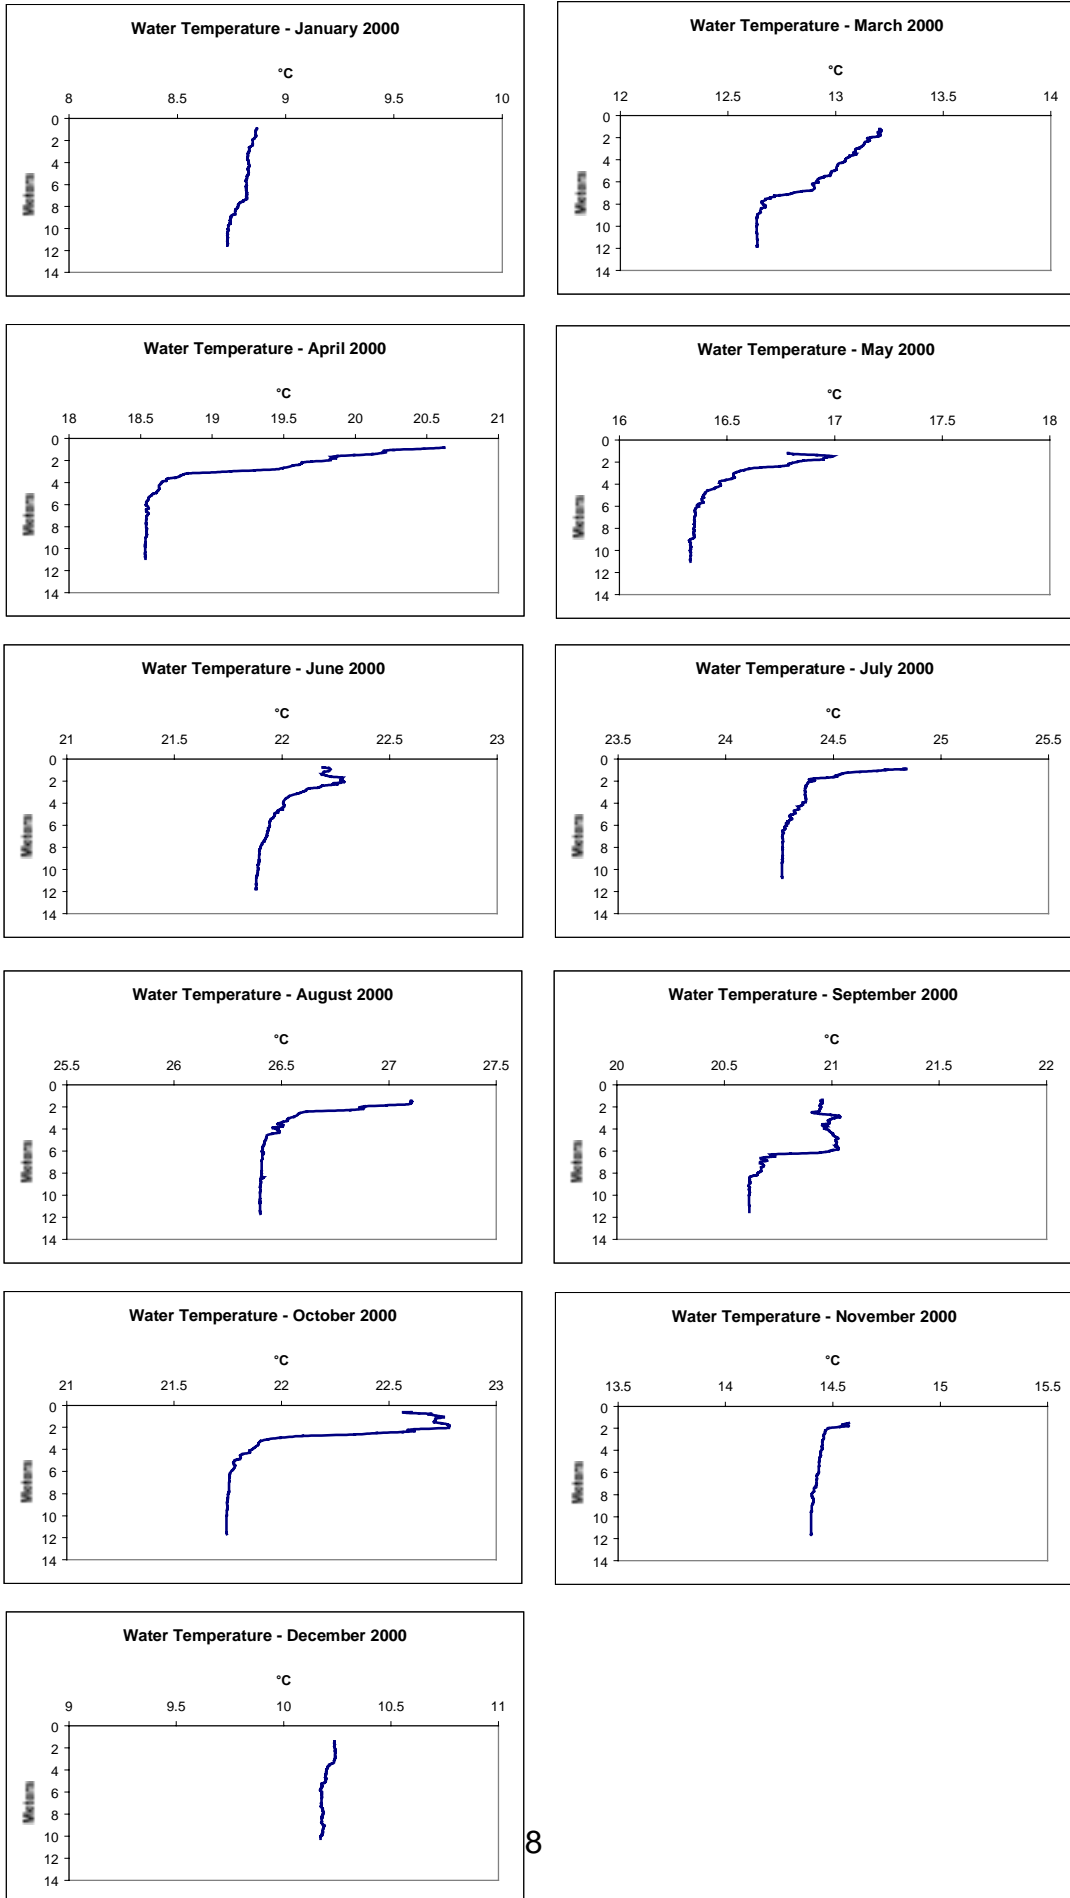 Water Temperature - January 2000
°C
8 8.5 9 9.5 10
0
2
4
6
8
10
12
14
Meters
Water Temperature - March 2000
°C
12 12.5 13 13.5 14
0
2
4
6
8
10
12
14
Meters
Water Temperature - April 2000
°C
18 18.5 19 19.5 20 20.5 21
0
2
4
6
8
10
12
14
Meters
Water Temperature - May 2000
°C
16 16.5 17 17.5 18
0
2
4
6
8
10
12
14
Meters
Water Temperature - June 2000
°C
21 21.5 22 22.5 23
0
2
4
6
8
10
12
14
Meters
Water Temperature - July 2000
°C
23.5 24 24.5 25 25.5
0
2
4
6
8
10
12
14
Meters
Water Temperature - August 2000
°C
25.5 26 26.5 27 27.5
0
2
4
6
8
10
12
14
Meters
Water Temperature - September 2000
°C
20 20.5 21 21.5 22
0
2
4
6
8
10
12
14
Meters
Water Temperature - October 2000
°C
21 21.5 22 22.5 23
0
2
4
6
8
10
12
14
Meters
Water Temperature - November 2000
°C
13.5 14 14.5 15 15.5
0
2
4
6
8
10
12
14
Meters
Water Temperature - December 2000
°C
9 9.5 10 10.5 11
0
2
4
6
8
10
12
14
Meters
8